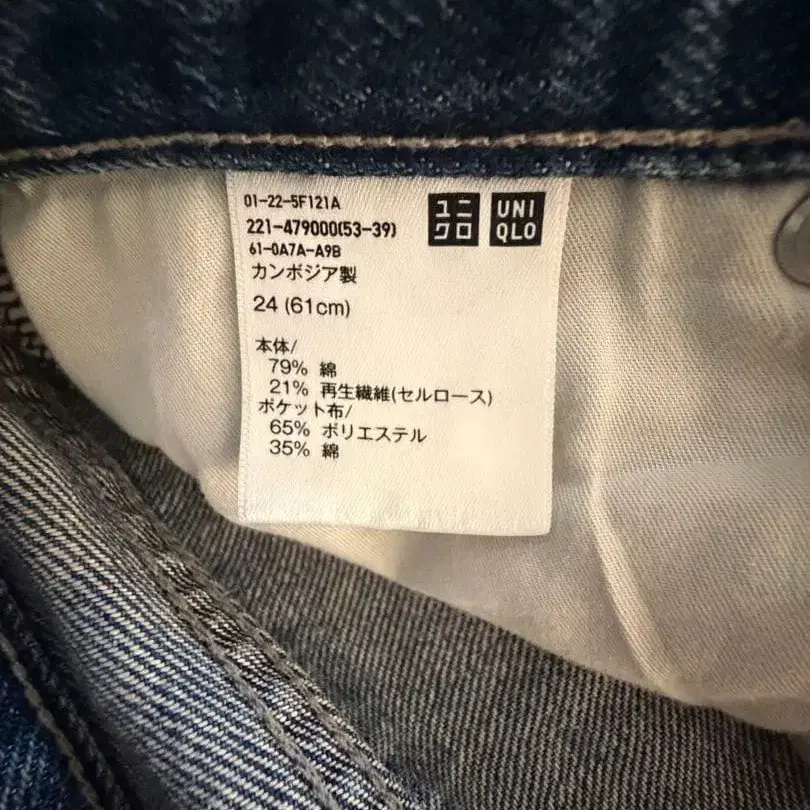 01-22-5F121A
221-479000(53-39)
61-0A7A-A9B
カンボジア製
24 (61cm)
ユニ
クロ
UNI
QLO
本体/
79% 綿
21% 再生繊維(セルロース)
ポケット布/
65% ポリエステル
35% 綿